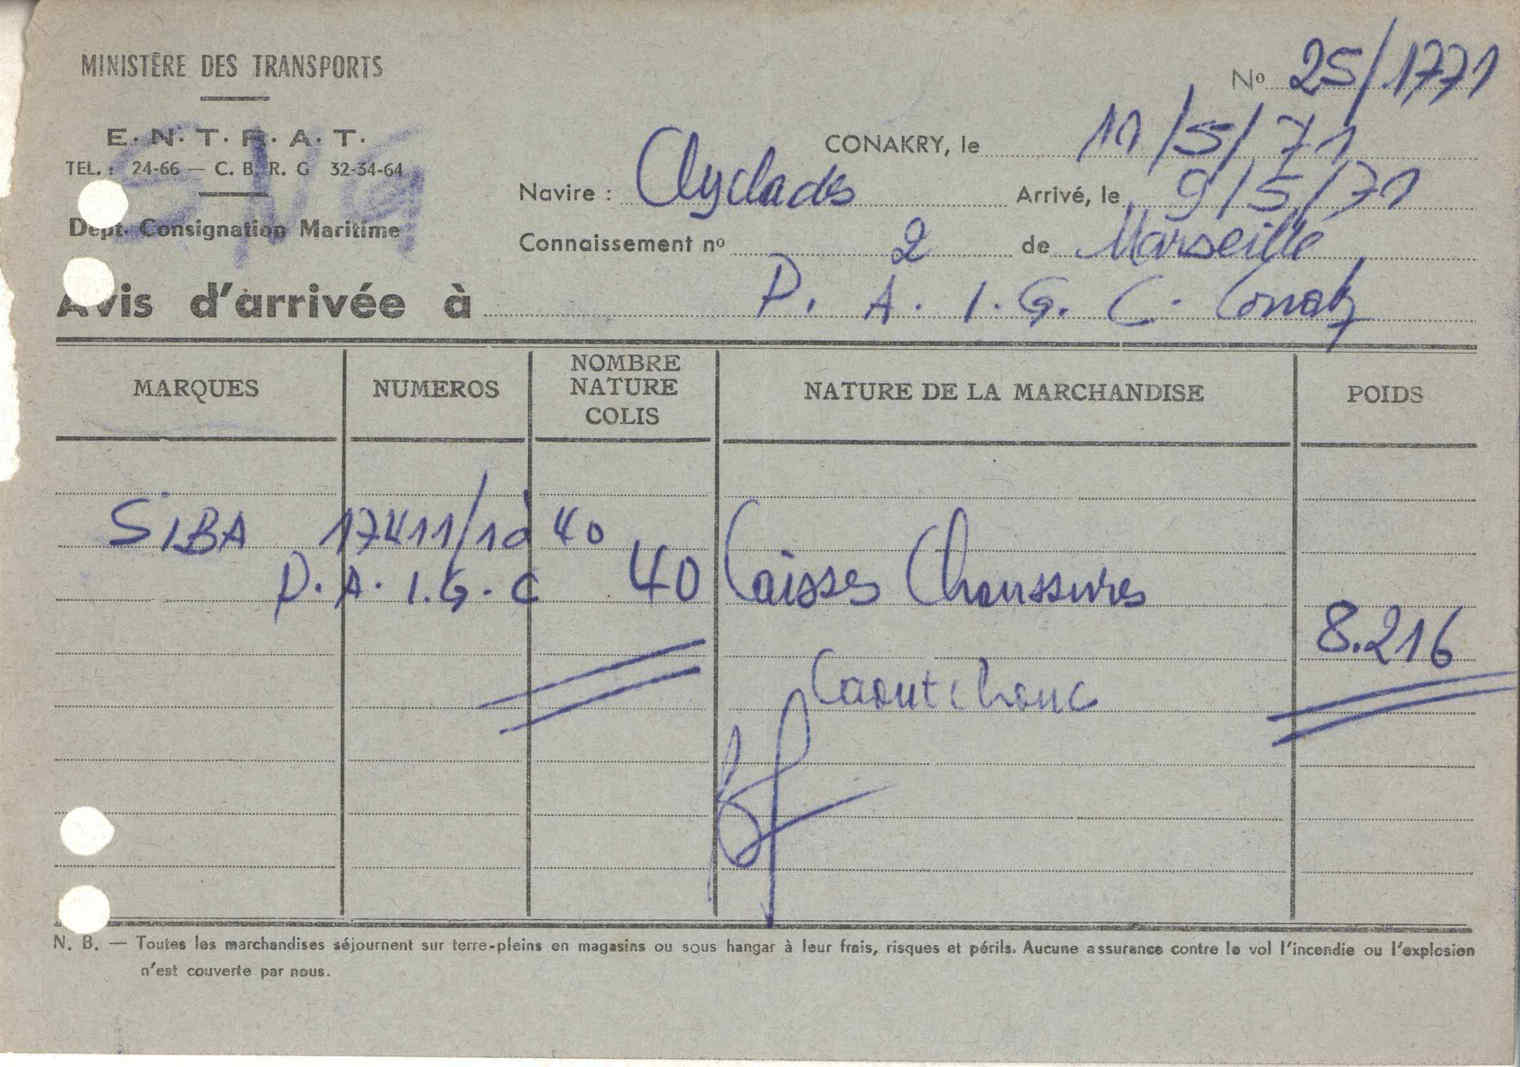 MINISTÈRE DES TRANSPORTS
E. N. T. R. A. T.
TEL. : 24-66 — C. B. R. G 32-34-64
SNG
Dept. Consignation Maritime
Nº 25/1771
CONAKRY, le 11/5/71
Navire : Cyclades Arrivé, le 9/5/71
Connaissement nº 2 de Marseille
Avis d'arrivée à P. A. I. G. C.
MARQUES NUMEROS NOMBRE NATURE COLIS NATURE DE LA MARCHANDISE POIDS
SIBA 17411/1à 40
P. A. I. G. C 40 Caisses Chaussures
8.216
Caoutchouc
N. B. — Toutes les marchandises séjournent sur terre-pleins en magasins ou sous hangar à leur frais, risques et périls. Aucune assurance contre le vol l'incendie ou l'explosion
n'est couverte par nous.